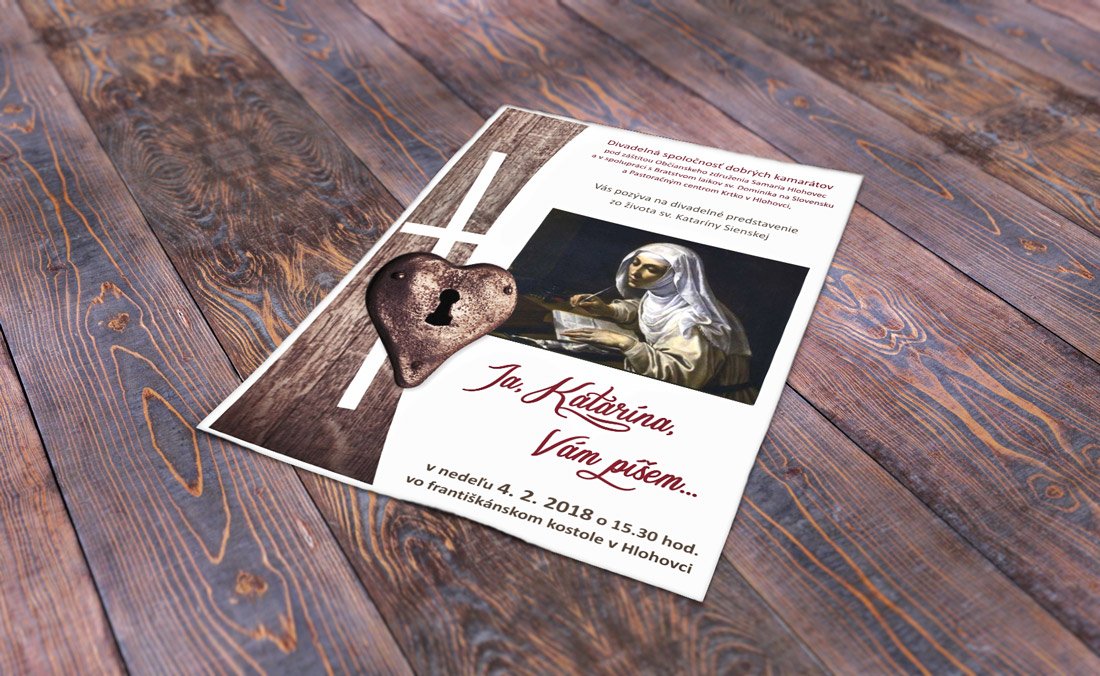 Divadelná spoločnosť dobrých kamarátov
pod záštitou Občianskeho združenia Samaria Hlohovec
a v spolupráci s Bratstvom laikov sv. Dominika na Slovensku
a Pastoračným centrom Krtko v Hlohovci,
Vás pozýva na divadelné predstavenie
zo života sv. Kataríny Sienskej
Ja, Katarína,
Vám píšem...
v nedeľu 4. 2. 2018 o 15.30 hod.
vo františkánskom kostole v Hlohovci